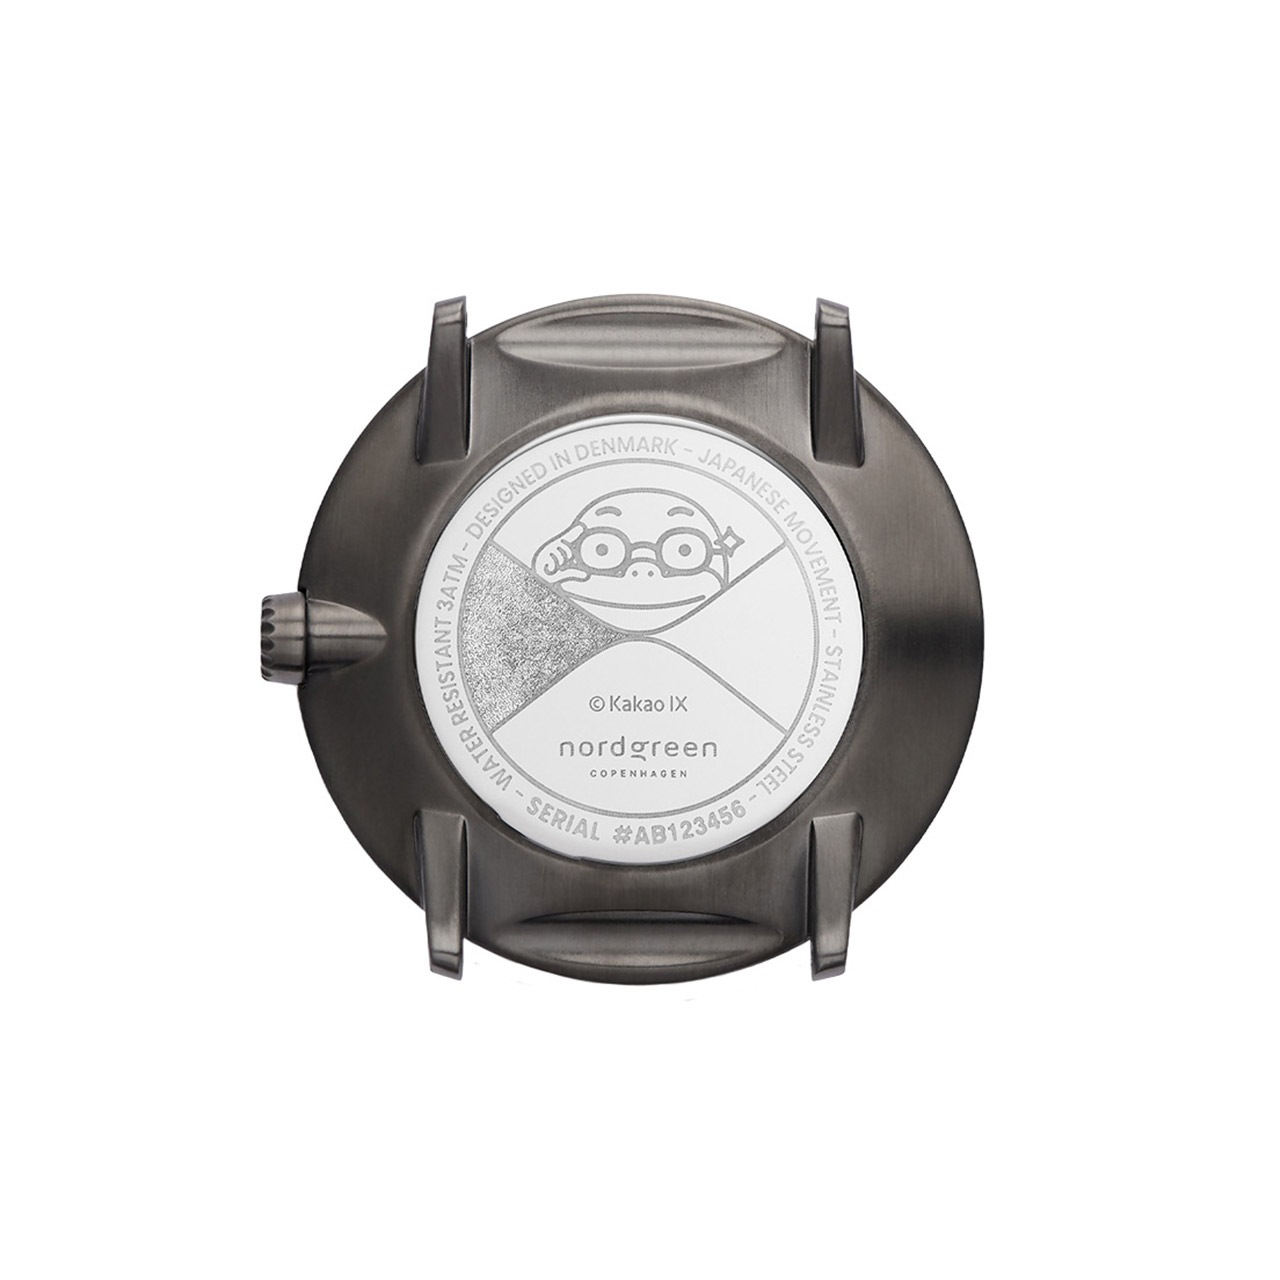 WATER RESISTANT 3ATM - DESIGNED IN DENMARK - JAPANESE MOVEMENT - STAINLESS STEEL -
© Kakao IX
nordgreen
COPENHAGEN
SERIAL #AB123456 -